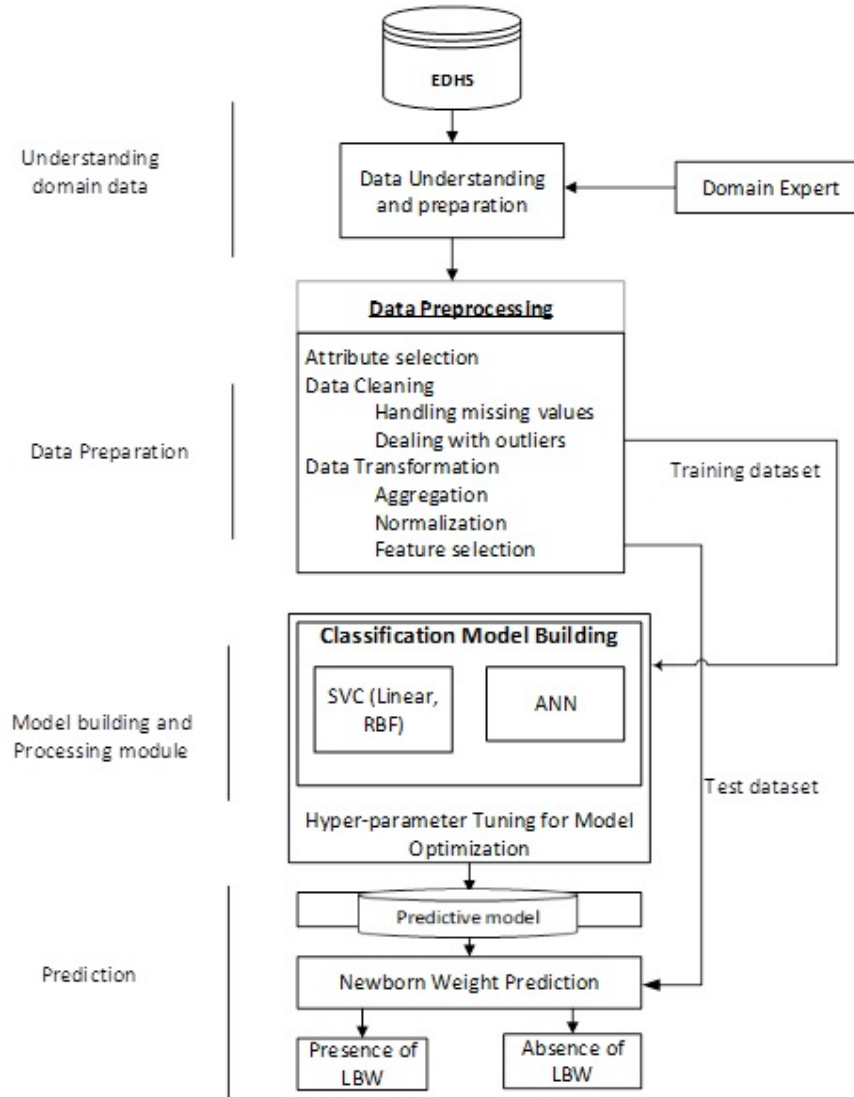 EDHS
Understanding
domain data
Data Understanding
and preparation
Domain Expert
Data Preprocessing
Attribute selection
Data Cleaning
Handling missing values
Dealing with outliers
Data Transformation
Aggregation
Normalization
Feature selection
Data Preparation
Training dataset
Classification Model Building
SVC (Linear,
RBF)
ANN
Model building and
Processing module
Hyper-parameter Tuning for Model
Optimization
Test dataset
Predictive model
Prediction
Newborn Weight Prediction
Presence of
LBW
Absence of
LBW